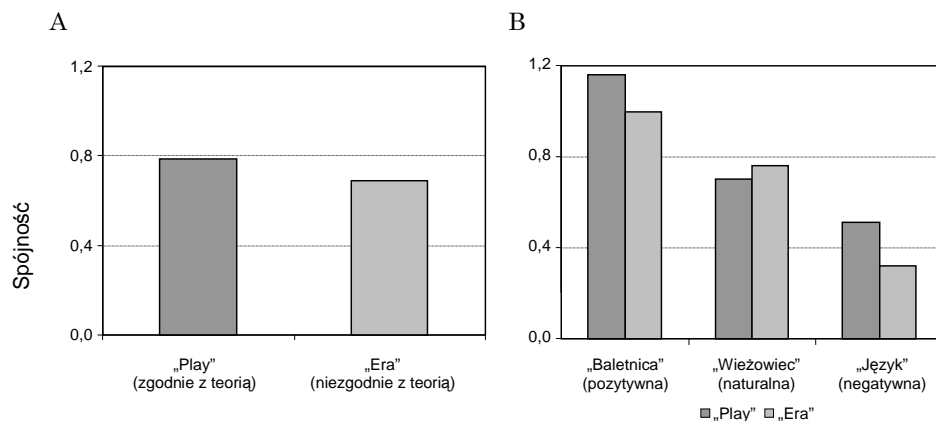 A
Spójność
1,2
0,8
0,4
0,0
„Play”
(zgodnie z teorią)
„Era”
(niezgodnie z teorią)
B
1,2
0,8
0,4
0,0
„Baletnica”
(pozytywna)
„Wieżowiec”
(naturalna)
„Język”
(negatywna)
„Play” „Era”